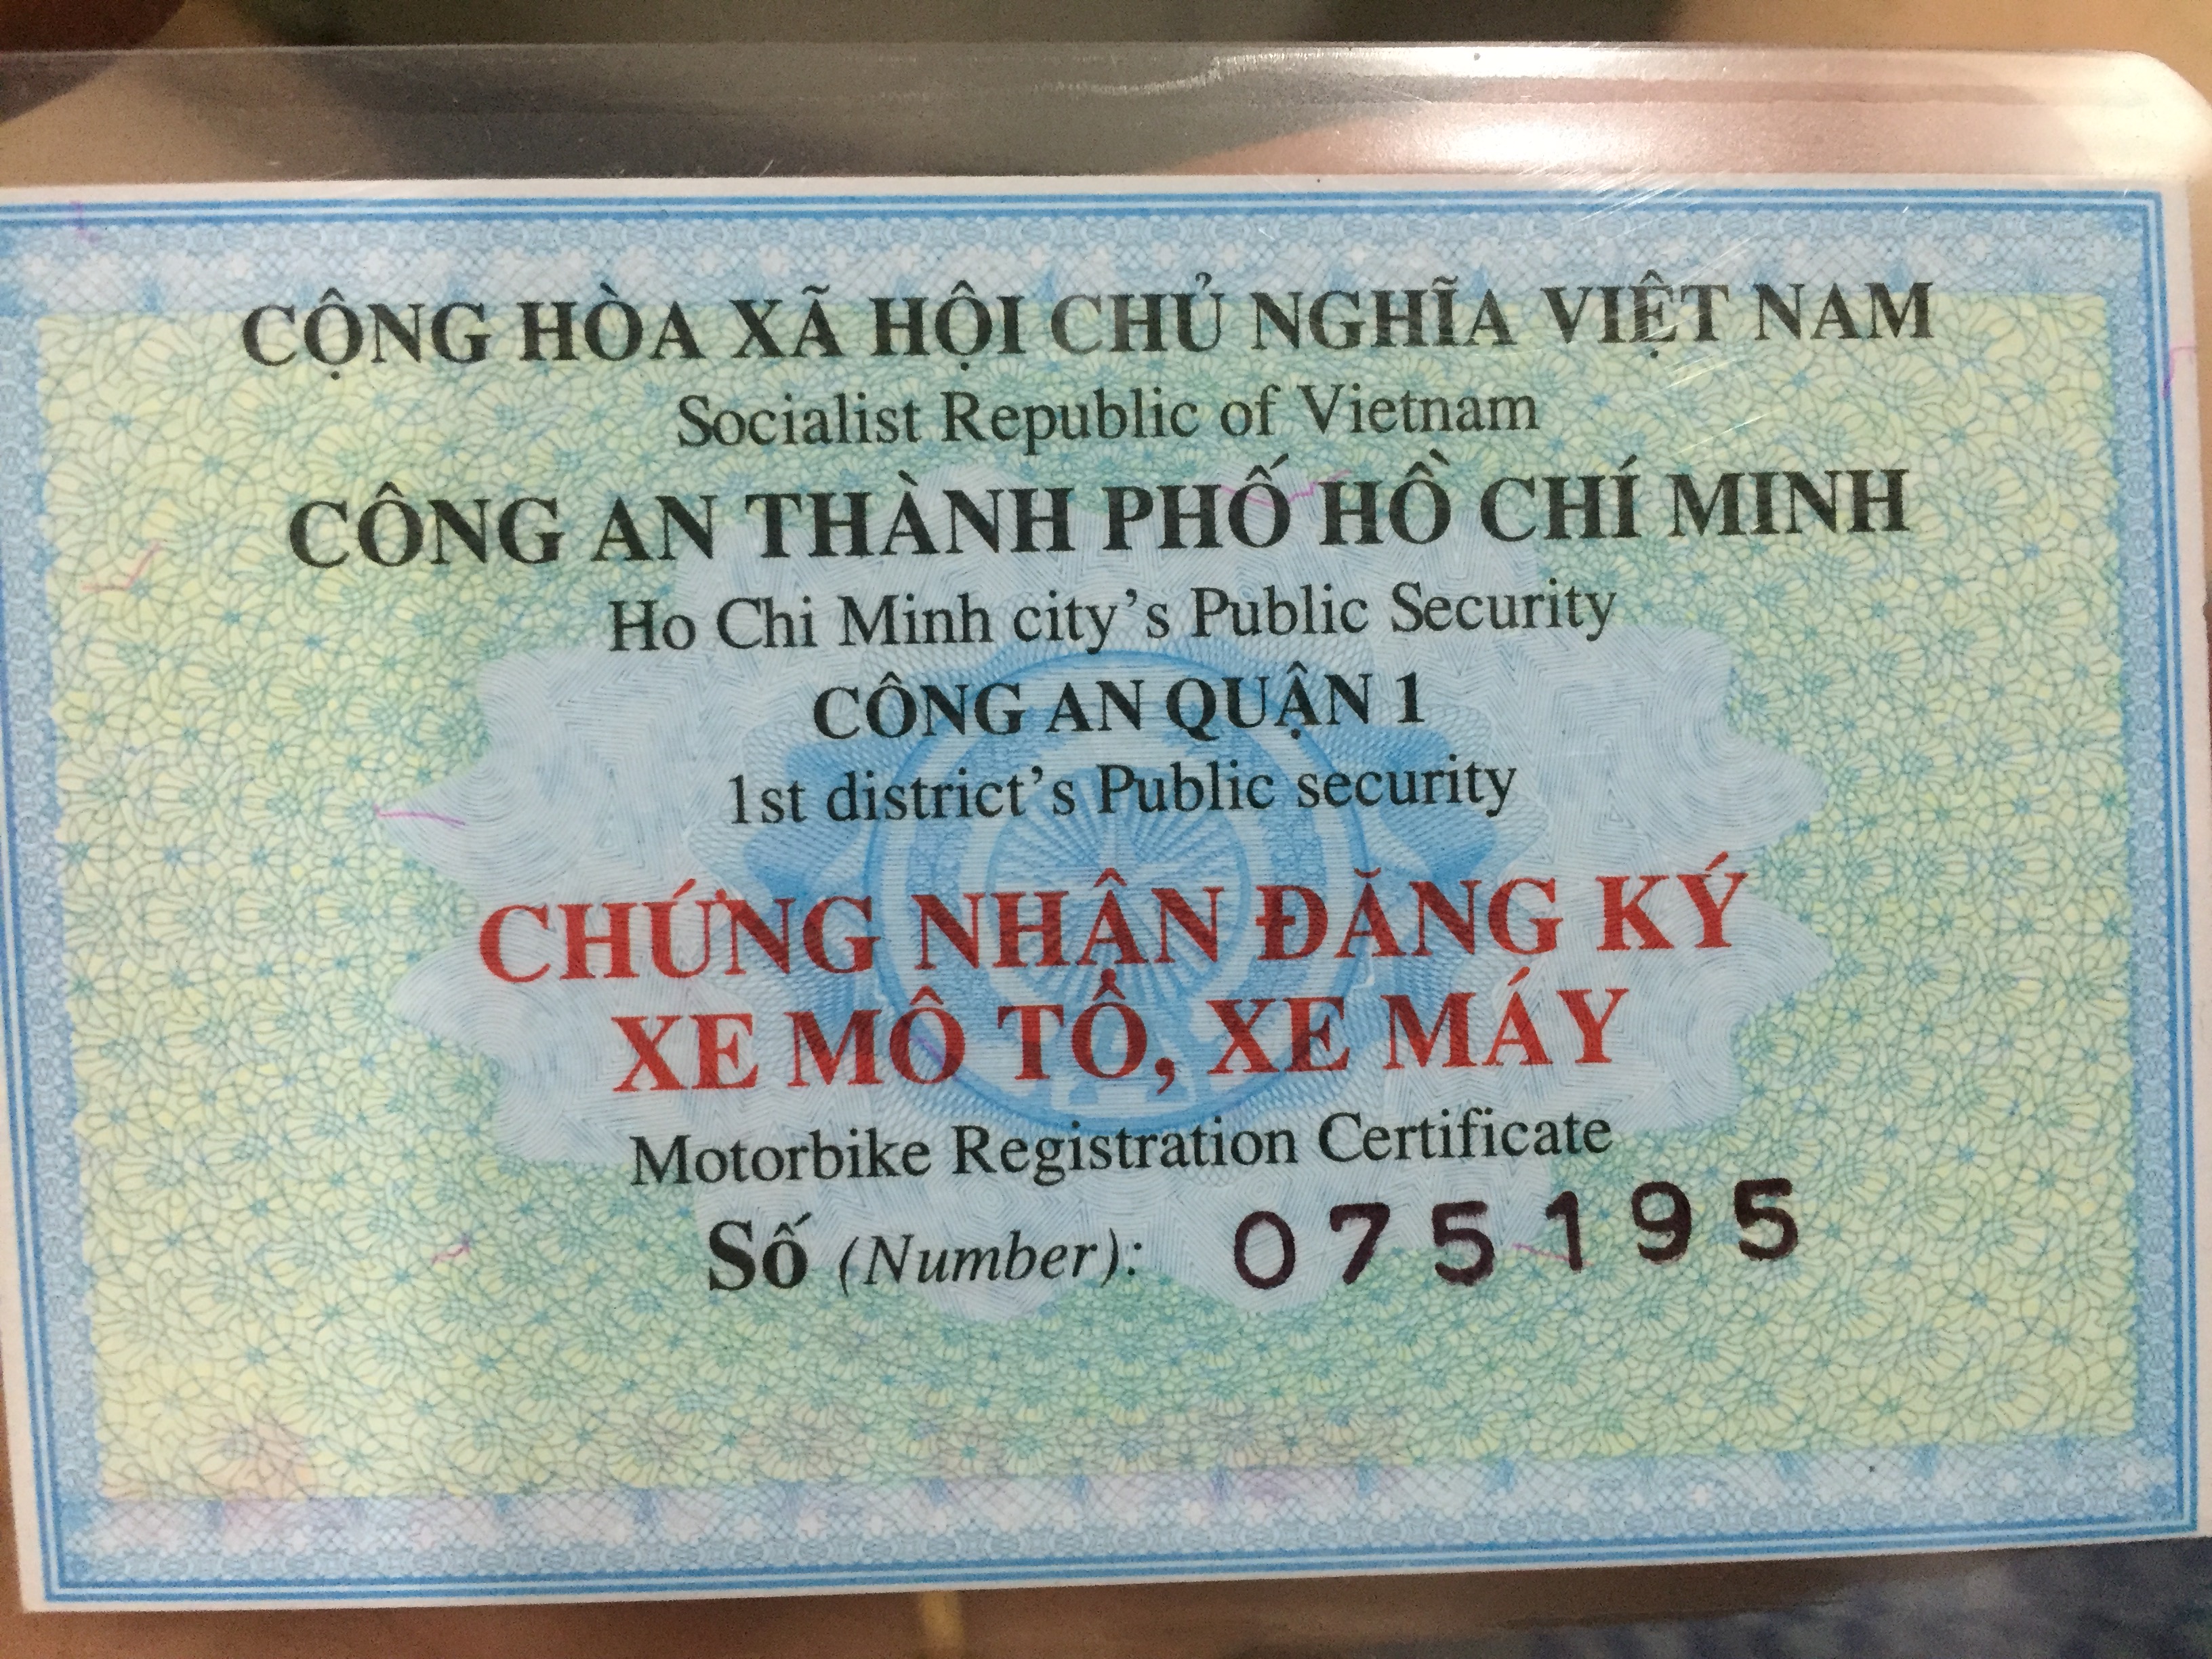 CỘNG HÒA XÃ HỘI CHỦ NGHĨA VIỆT NAM
Socialist Republic of Vietnam
CÔNG AN THÀNH PHỐ HỒ CHÍ MINH
Ho Chi Minh city's Public Security
CÔNG AN QUẬN 1
1st district's Public security
CHỨNG NHẬN ĐĂNG KÝ
XE MÔ TÔ, XE MÁY
Motorbike Registration Certificate
Số (Number): 0751195